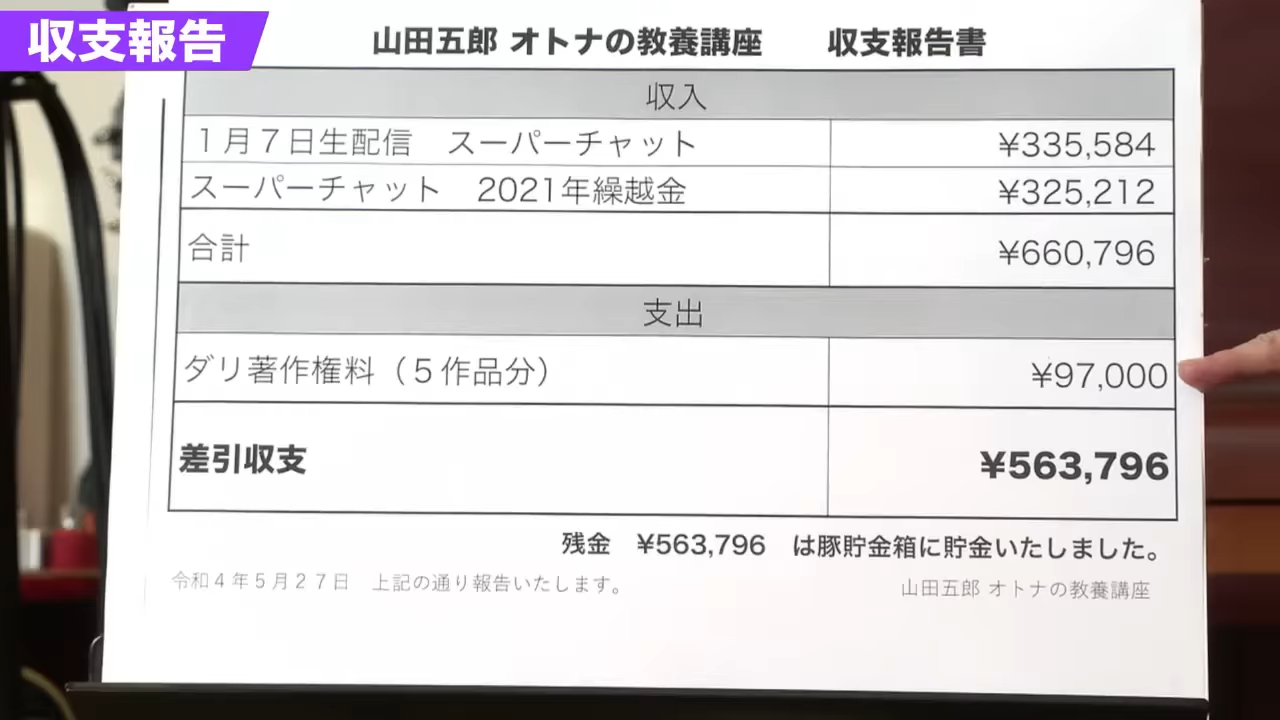 収支報告
山田五郎 オトナの教養講座　　収支報告書
収入
１月７日生配信　スーパーチャット　¥335,584
スーパーチャット　2021年繰越金　¥325,212
合計　¥660,796
支出
ダリ著作権料（５作品分）　¥97,000
差引収支　¥563,796
残金　¥563,796　は豚貯金箱に貯金いたしました。
令和４年５月２７日　上記の通り報告いたします。　山田五郎 オトナの教養講座